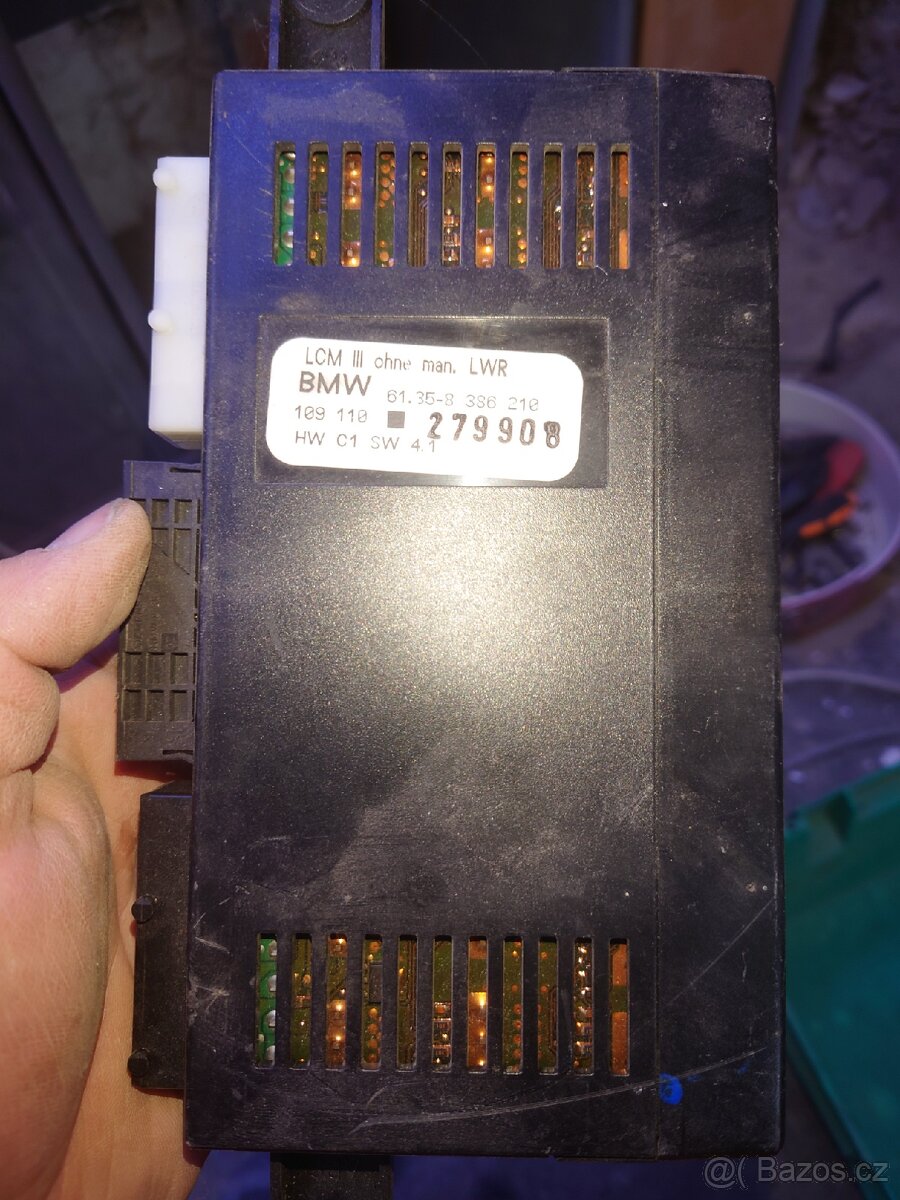 LCM III ohne man. LWR
BMW 61.35-8 386 210
109 110 ■ 279908
HW C1 SW 4.1
@( Bazos.cz